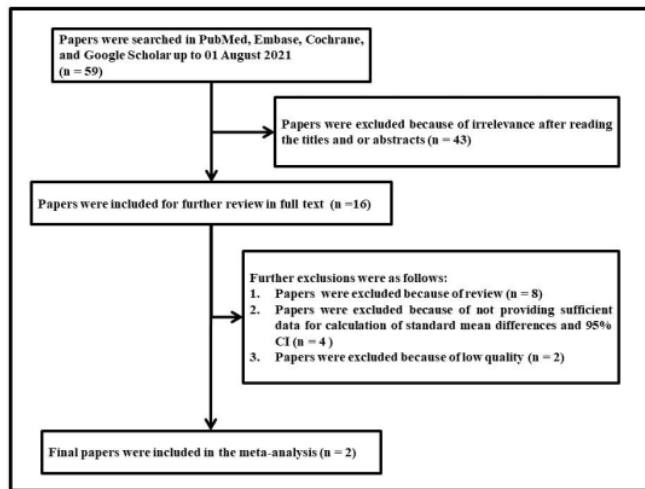 Papers were searched in PubMed, Embase, Cochrane,
and Google Scholar up to 01 August 2021
(n = 59)
Papers were excluded because of irrelevance after reading
the titles and or abstracts (n = 43)
Papers were included for further review in full text (n =16)
Further exclusions were as follows:
1. Papers were excluded because of review (n = 8)
2. Papers were excluded because of not providing sufficient
data for calculation of standard mean differences and 95%
CI (n = 4 )
3. Papers were excluded because of low quality (n = 2)
Final papers were included in the meta-analysis (n = 2)